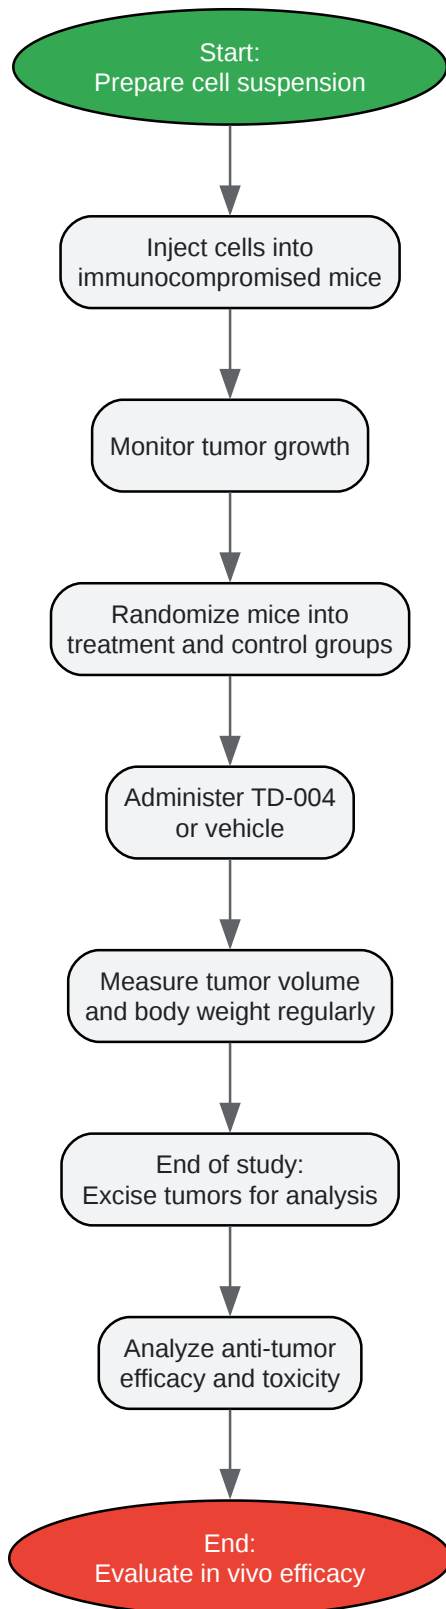 Start:
Prepare cell suspension
Inject cells into
immunocompromised mice
Monitor tumor growth
Randomize mice into
treatment and control groups
Administer TD-004
or vehicle
Measure tumor volume
and body weight regularly
End of study:
Excise tumors for analysis
Analyze anti-tumor
efficacy and toxicity
End:
Evaluate in vivo efficacy